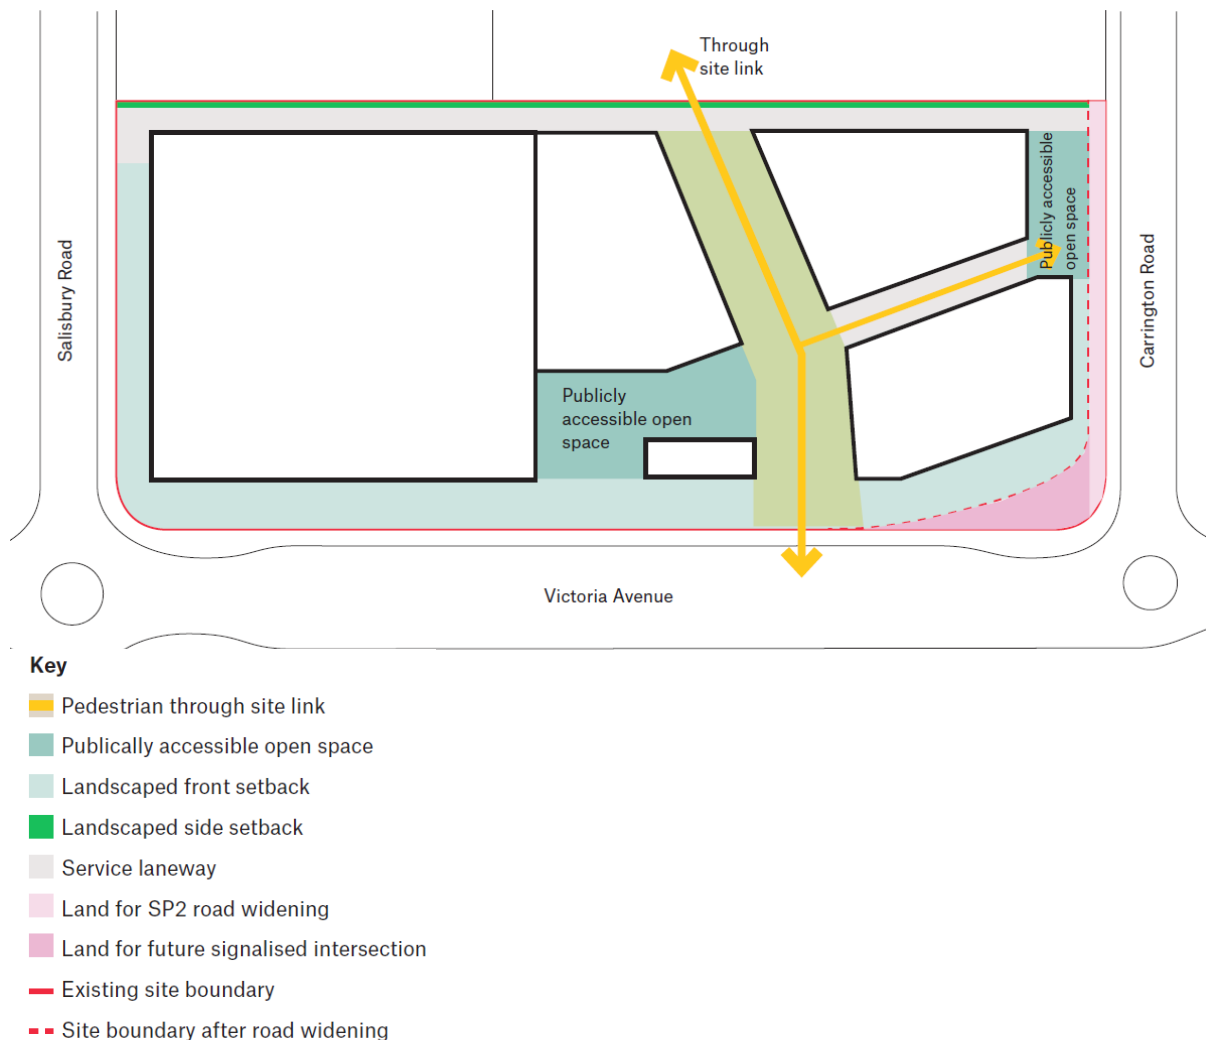 Through
site link
Publicly accessible
open space
Salisbury Road
Carrington Road
Publicly
accessible open
space
Victoria Avenue
Key
Pedestrian through site link
Publically accessible open space
Landscaped front setback
Landscaped side setback
Service laneway
Land for SP2 road widening
Land for future signalised intersection
Existing site boundary
Site boundary after road widening